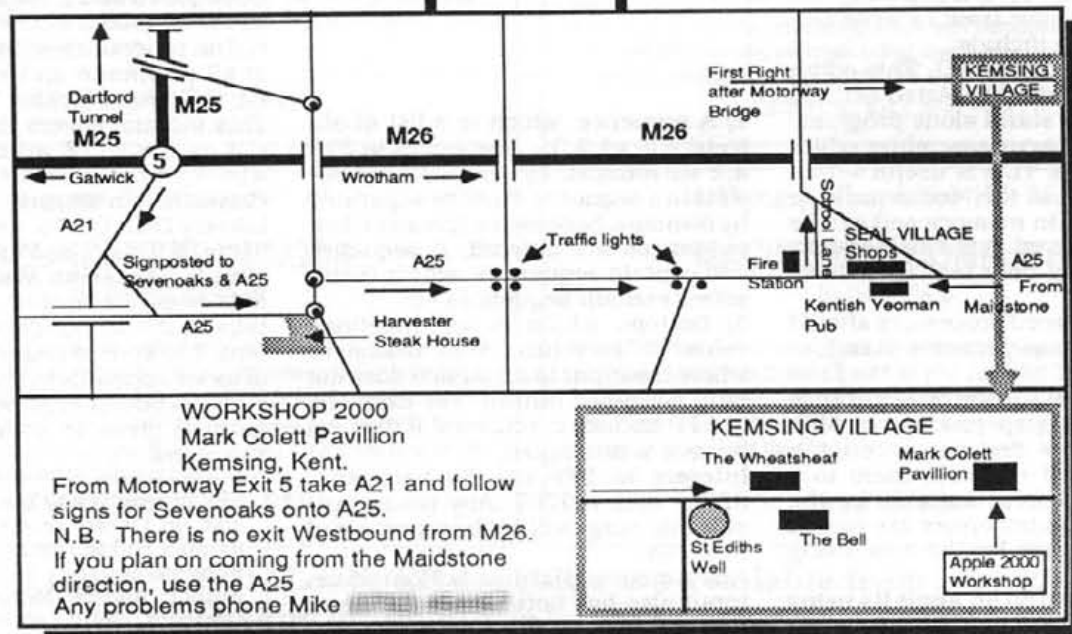 Dartford
Tunnel
M25
M25
5
Gatwick
A21
Signposted to
Sevenoaks & A25
A25
M26
Wrotham
A25
Traffic lights
Harvester
Steak House
M26
First Right
after Motorway
Bridge
KEMSING
VILLAGE
School Lane
SEAL VILLAGE
Fire
Station
Shops
Kentish Yeoman
Pub
A25
From
Maidstone
WORKSHOP 2000
Mark Colett Pavillion
Kemsing, Kent.
From Motorway Exit 5 take A21 and follow
signs for Sevenoaks onto A25.
N.B. There is no exit Westbound from M26.
If you plan on coming from the Maidstone
direction, use the A25.
Any problems phone Mike
KEMSING VILLAGE
The Wheatsheaf
Mark Colett
Pavillion
St Ediths
Well
The Bell
Apple 2000
Workshop